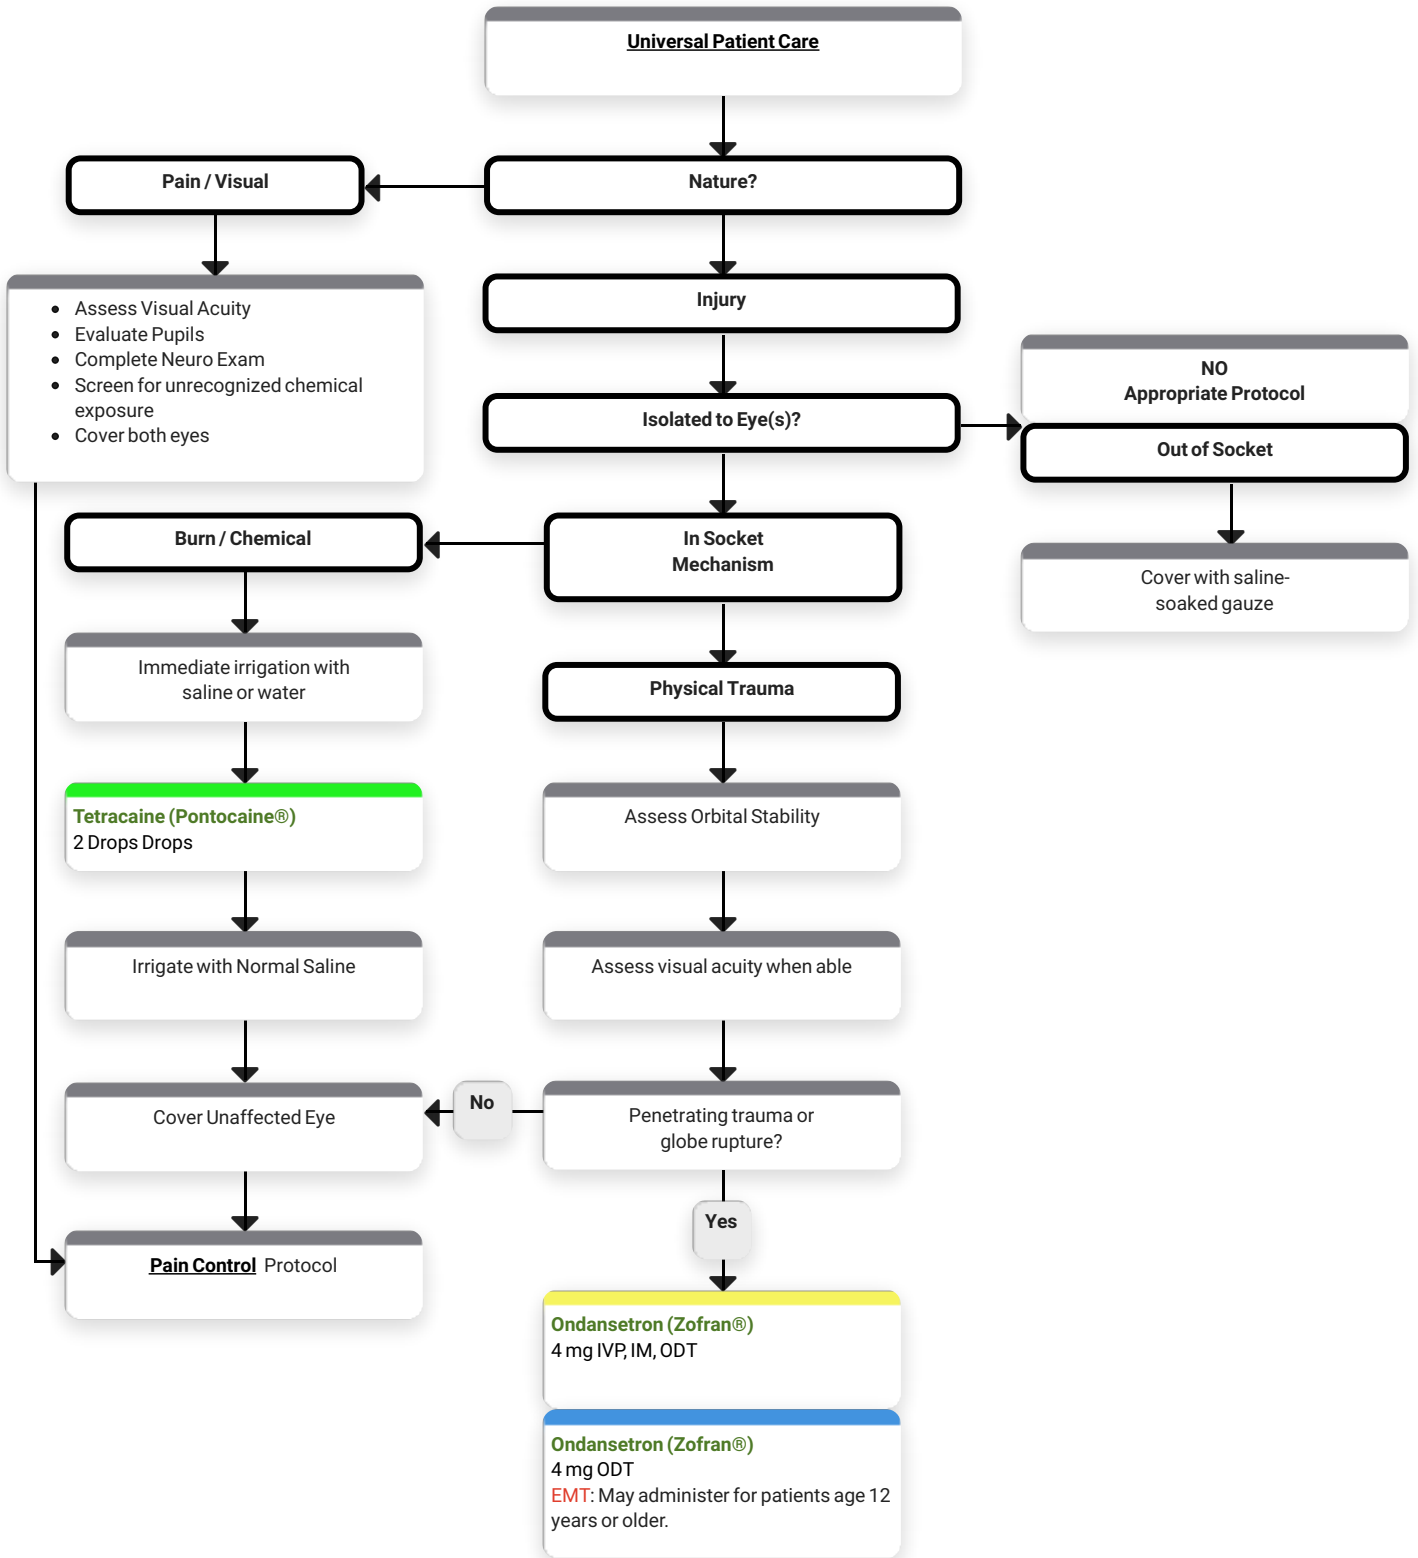 Universal Patient Care
Pain / Visual
Nature?
• Assess Visual Acuity
• Evaluate Pupils
• Complete Neuro Exam
• Screen for unrecognized chemical
exposure
• Cover both eyes
Injury
Isolated to Eye(s)?
NO
Appropriate Protocol
Out of Socket
Cover with saline-
soaked gauze
Burn / Chemical
In Socket
Mechanism
Immediate irrigation with
saline or water
Physical Trauma
Tetracaine (Pontocaine®)
2 Drops Drops
Assess Orbital Stability
Irrigate with Normal Saline
Assess visual acuity when able
Cover Unaffected Eye
No
Penetrating trauma or
globe rupture?
Yes
Pain Control Protocol
Ondansetron (Zofran®)
4 mg IVP, IM, ODT
Ondansetron (Zofran®)
4 mg ODT
EMT: May administer for patients age 12
years or older.